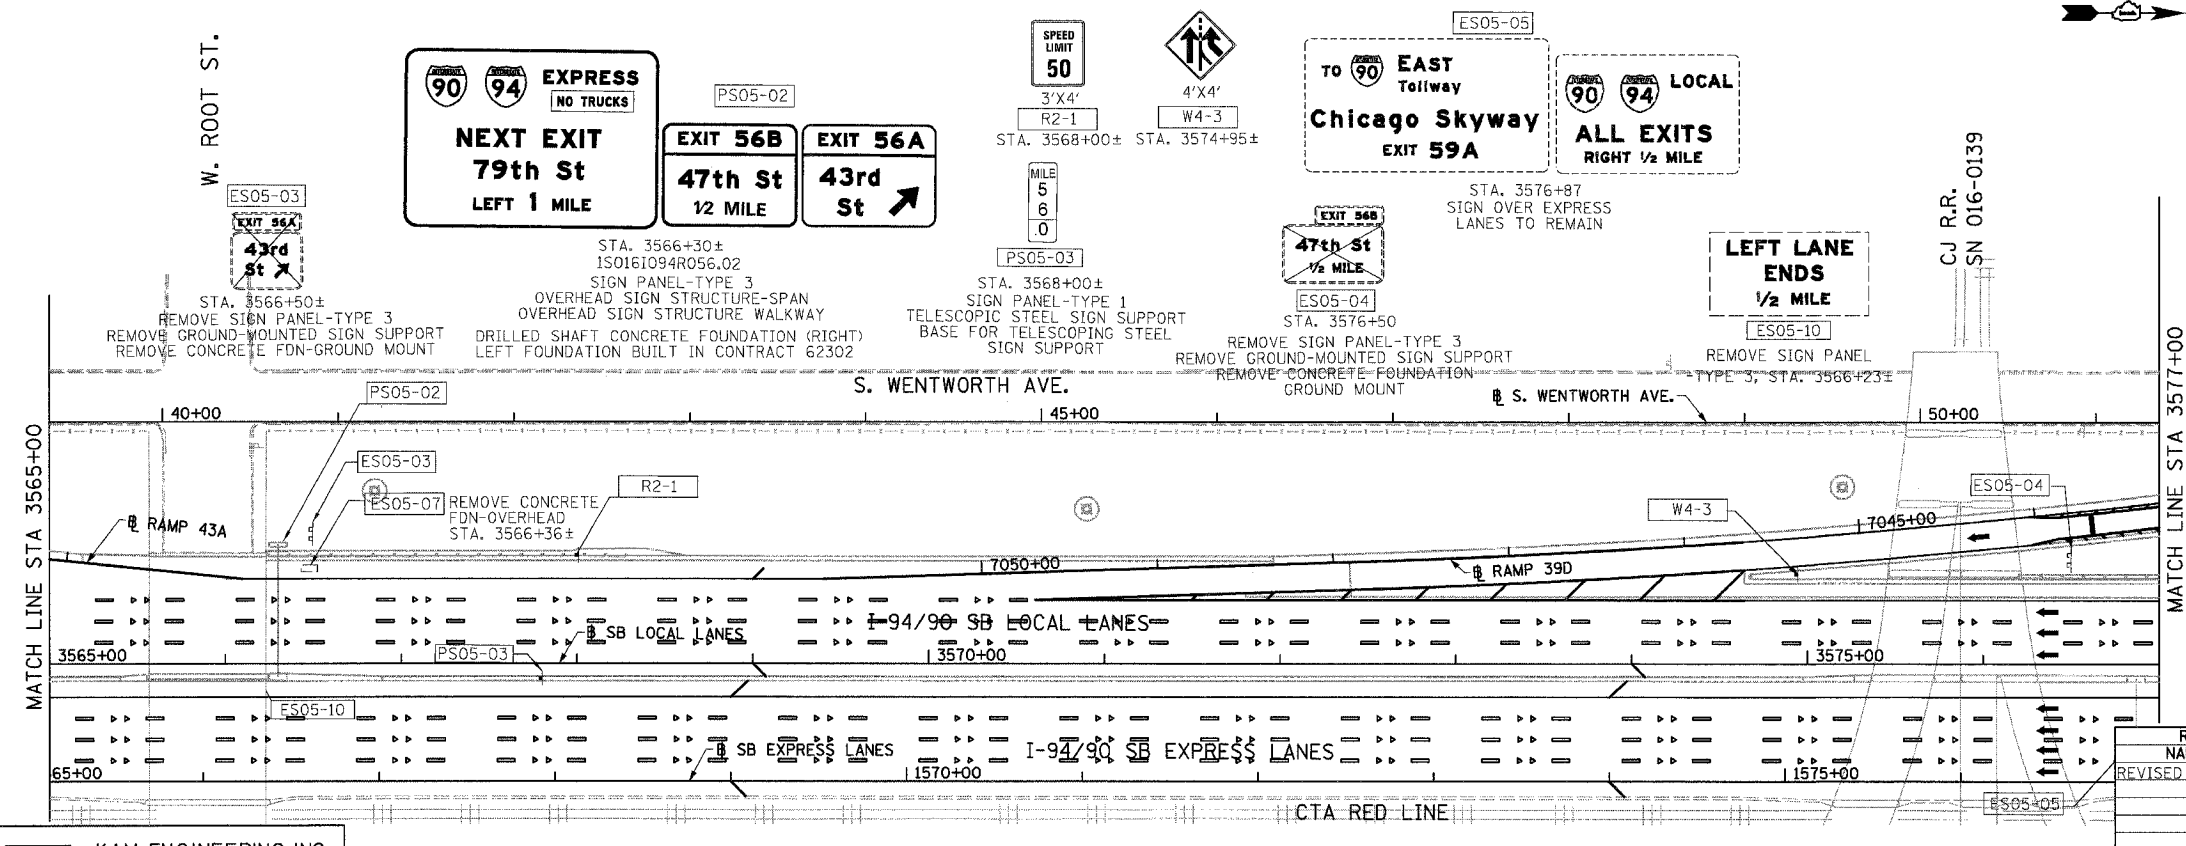 W. ROOT ST.
ES05-03
EXIT 56A
43rd
St
STA. 3566+50±
REMOVE SIGN PANEL-TYPE 3
REMOVE GROUND-MOUNTED SIGN SUPPORT
REMOVE CONCRETE FDN-GROUND MOUNT
90 94 EXPRESS
NO TRUCKS
NEXT EXIT
79th St
LEFT 1 MILE
PS05-02
EXIT 56B
47th St
1/2 MILE
EXIT 56A
43rd
St
STA. 3566+30±
1S016I094R056.02
SIGN PANEL-TYPE 3
OVERHEAD SIGN STRUCTURE-SPAN
OVERHEAD SIGN STRUCTURE WALKWAY
DRILLED SHAFT CONCRETE FOUNDATION (RIGHT)
LEFT FOUNDATION BUILT IN CONTRACT 62302
SPEED
LIMIT
50
3'X4'
R2-1
STA. 3568+00±
4'X4'
W4-3
STA. 3574+95±
MILE
5
6
.0
PS05-03
STA. 3568+00±
SIGN PANEL-TYPE 1
TELESCOPIC STEEL SIGN SUPPORT
BASE FOR TELESCOPING STEEL
SIGN SUPPORT
ES05-05
TO 90 EAST
Tollway
Chicago Skyway
EXIT 59A
90 94 LOCAL
ALL EXITS
RIGHT 1/2 MILE
STA. 3576+87
SIGN OVER EXPRESS
LANES TO REMAIN
EXIT 56B
47th St
1/2 MILE
ES05-04
STA. 3576+50
REMOVE SIGN PANEL-TYPE 3
REMOVE GROUND-MOUNTED SIGN SUPPORT
REMOVE CONCRETE FOUNDATION
GROUND MOUNT
LEFT LANE
ENDS
1/2 MILE
ES05-10
REMOVE SIGN PANEL
-TYPE 3, STA. 3566+23±
CJ R.R.
SN 016-0139
S. WENTWORTH AVE.
℄ S. WENTWORTH AVE.
40+00
45+00
50+00
MATCH LINE STA 3565+00
MATCH LINE STA 3577+00
PS05-02
ES05-03
ES05-07
REMOVE CONCRETE
FDN-OVERHEAD
STA. 3566+36±
R2-1
W4-3
ES05-04
℄ RAMP 43A
7050+00
7045+00
℄ RAMP 39D
I-94/90 SB LOCAL LANES
℄ SB LOCAL LANES
PS05-03
3565+00
3570+00
3575+00
ES05-10
℄ SB EXPRESS LANES
I-94/90 SB EXPRESS LANES
65+00
1570+00
1575+00
CTA RED LINE
ES05-05
R
NA
REVISED
KAM ENGINEERING INC